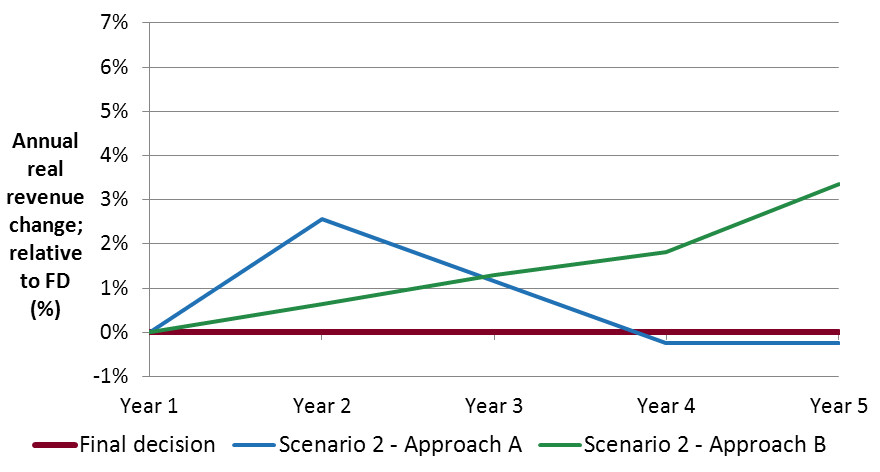 7%
6%
5%
4%
3%
2%
1%
0%
-1%
Annual
real
revenue
change;
relative
to FD
(%)
Year 1 Year 2 Year 3 Year 4 Year 5
Final decision Scenario 2 - Approach A Scenario 2 - Approach B